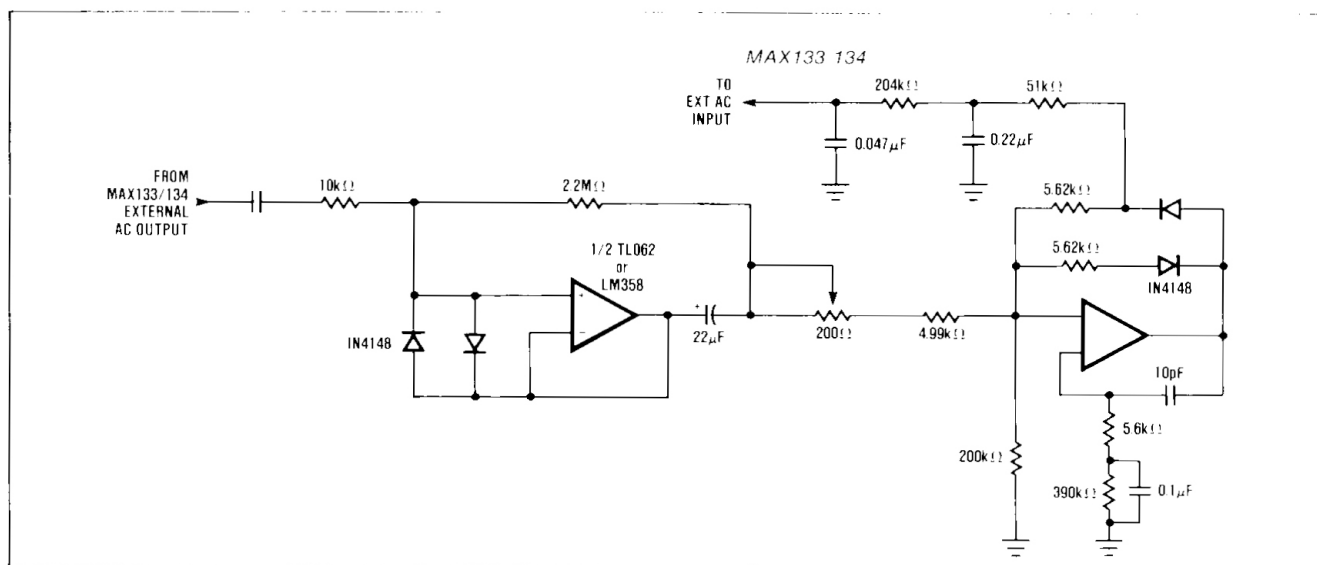 MAX133 134
TO
EXT AC
INPUT
204kΩ
51kΩ
0.047µF
0.22µF
FROM
MAX133/134
EXTERNAL
AC OUTPUT
10kΩ
2.2MΩ
5.62kΩ
5.62kΩ
IN4148
1/2 TL062
or
LM358
+
−
IN4148
+
22µF
200Ω
4.99kΩ
10pF
5.6kΩ
200kΩ
390kΩ
0.1µF